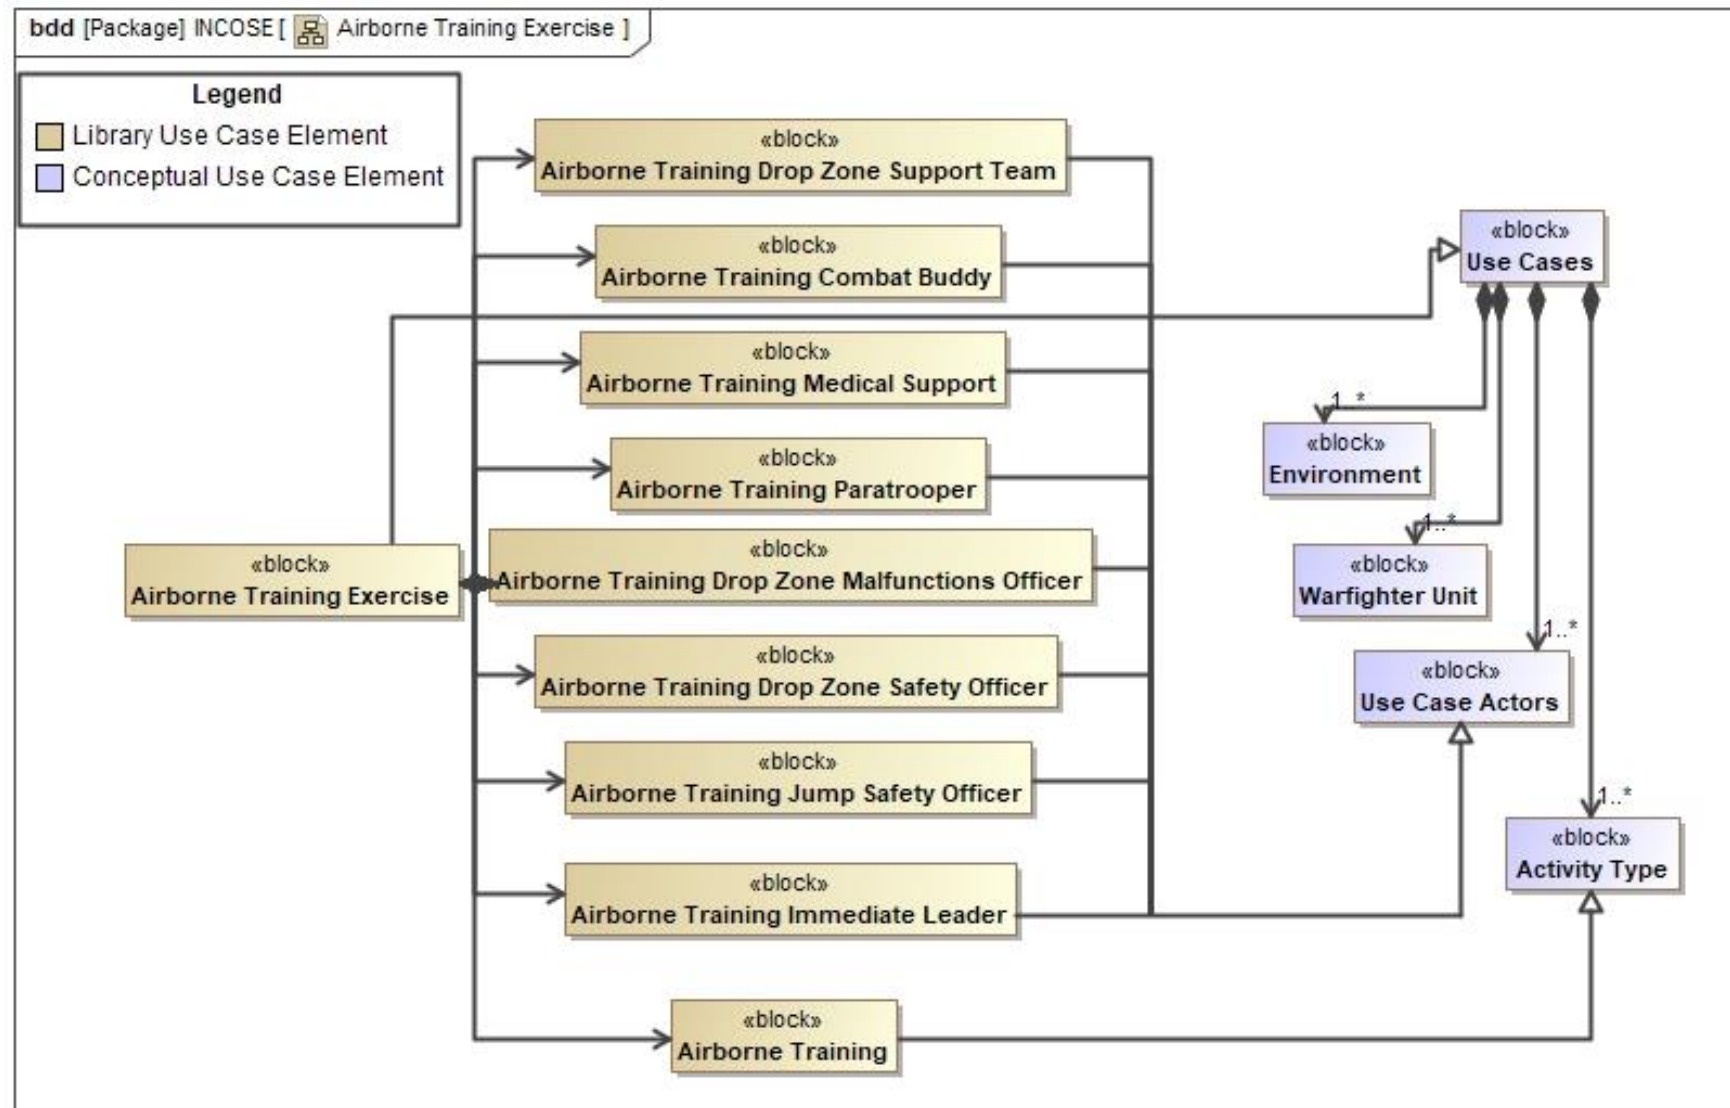 bdd [Package] INCOSE [ Airborne Training Exercise ]
Legend
Library Use Case Element
Conceptual Use Case Element
«block»
Airborne Training Drop Zone Support Team
«block»
Airborne Training Combat Buddy
«block»
Use Cases
«block»
Airborne Training Medical Support
1..*
«block»
Environment
«block»
Airborne Training Paratrooper
1..*
«block»
Airborne Training Exercise
«block»
Airborne Training Drop Zone Malfunctions Officer
«block»
Warfighter Unit
1..*
«block»
Airborne Training Drop Zone Safety Officer
«block»
Use Case Actors
«block»
Airborne Training Jump Safety Officer
1..*
«block»
Activity Type
«block»
Airborne Training Immediate Leader
«block»
Airborne Training